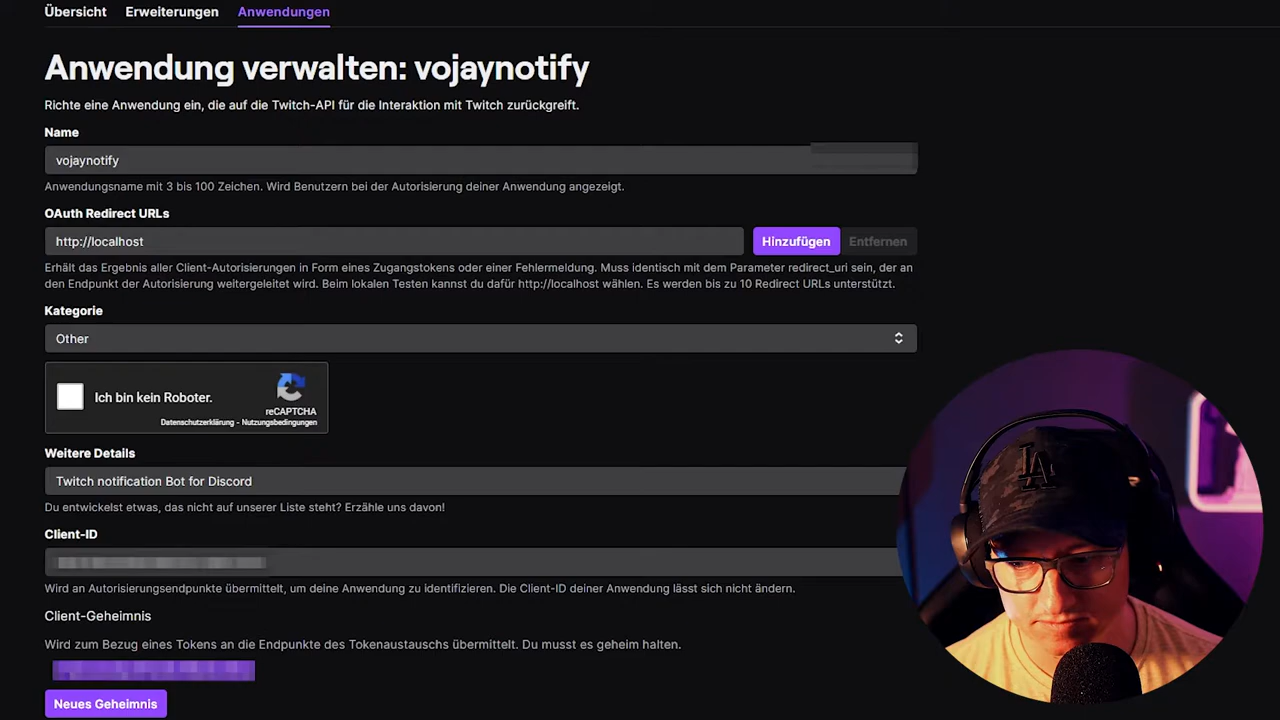 Übersicht Erweiterungen Anwendungen
Anwendung verwalten: vojaynotify
Richte eine Anwendung ein, die auf die Twitch-API für die Interaktion mit Twitch zurückgreift.
Name
vojaynotify
Anwendungsname mit 3 bis 100 Zeichen. Wird Benutzern bei der Autorisierung deiner Anwendung angezeigt.
OAuth Redirect URLs
http://localhost Hinzufügen Entfernen
Erhält das Ergebnis aller Client-Autorisierungen in Form eines Zugangstokens oder einer Fehlermeldung. Muss identisch mit dem Parameter redirect_uri sein, der an
den Endpunkt der Autorisierung weitergeleitet wird. Beim lokalen Testen kannst du dafür http://localhost wählen. Es werden bis zu 10 Redirect URLs unterstützt.
Kategorie
Other
Ich bin kein Roboter.
reCAPTCHA
Datenschutzerklärung - Nutzungsbedingungen
Weitere Details
Twitch notification Bot for Discord
Du entwickelst etwas, das nicht auf unserer Liste steht? Erzähle uns davon!
Client-ID
Wird an Autorisierungsendpunkte übermittelt, um deine Anwendung zu identifizieren. Die Client-ID deiner Anwendung lässt sich nicht ändern.
Client-Geheimnis
Wird zum Bezug eines Tokens an die Endpunkte des Tokenaustauschs übermittelt. Du musst es geheim halten.
Neues Geheimnis
LA